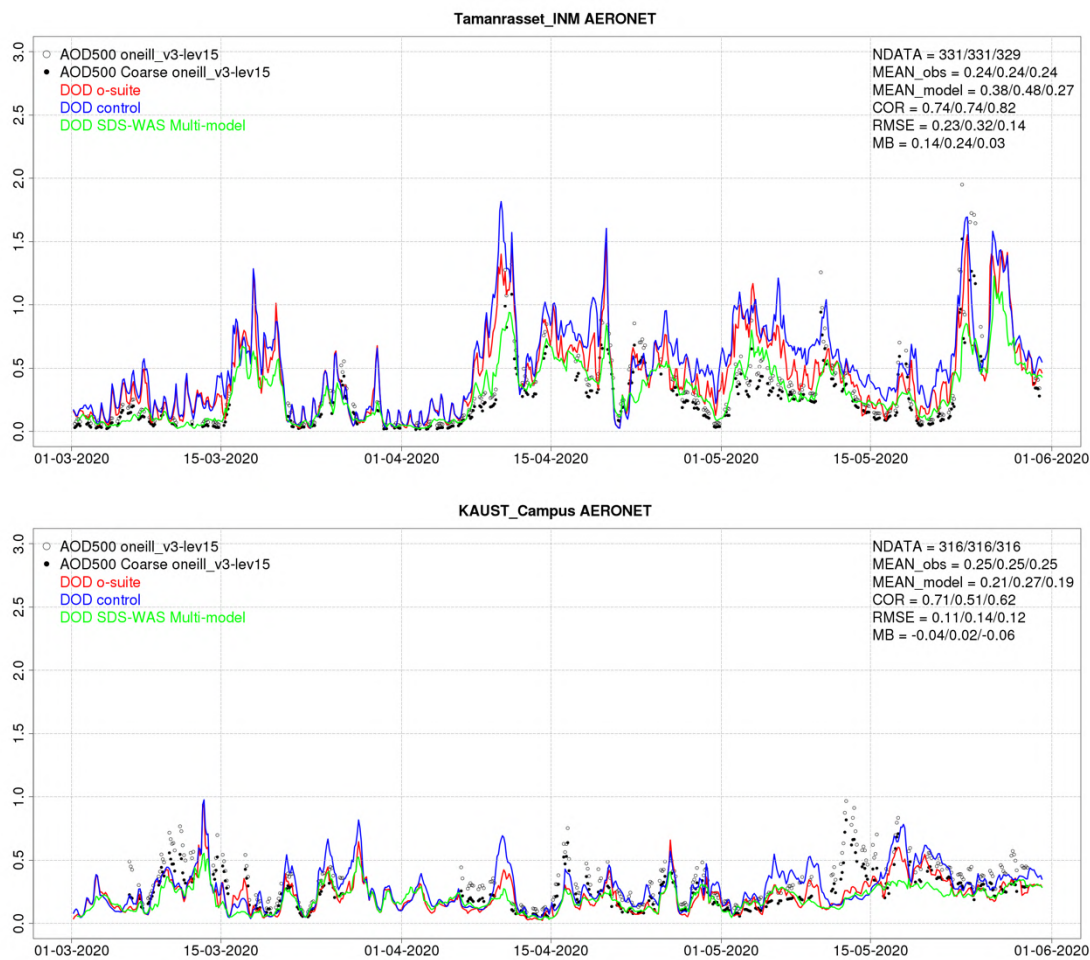 Tamanrasset_INM AERONET
3.0
2.5
2.0
1.5
1.0
0.5
0.0
AOD500 oneill_v3-lev15
AOD500 Coarse oneill_v3-lev15
DOD o-suite
DOD control
DOD SDS-WAS Multi-model
NDATA = 331/331/329
MEAN_obs = 0.24/0.24/0.24
MEAN_model = 0.38/0.48/0.27
COR = 0.74/0.74/0.82
RMSE = 0.23/0.32/0.14
MB = 0.14/0.24/0.03
01-03-2020 15-03-2020 01-04-2020 15-04-2020 01-05-2020 15-05-2020 01-06-2020
KAUST_Campus AERONET
3.0
2.5
2.0
1.5
1.0
0.5
0.0
AOD500 oneill_v3-lev15
AOD500 Coarse oneill_v3-lev15
DOD o-suite
DOD control
DOD SDS-WAS Multi-model
NDATA = 316/316/316
MEAN_obs = 0.25/0.25/0.25
MEAN_model = 0.21/0.27/0.19
COR = 0.71/0.51/0.62
RMSE = 0.11/0.14/0.12
MB = -0.04/0.02/-0.06
01-03-2020 15-03-2020 01-04-2020 15-04-2020 01-05-2020 15-05-2020 01-06-2020